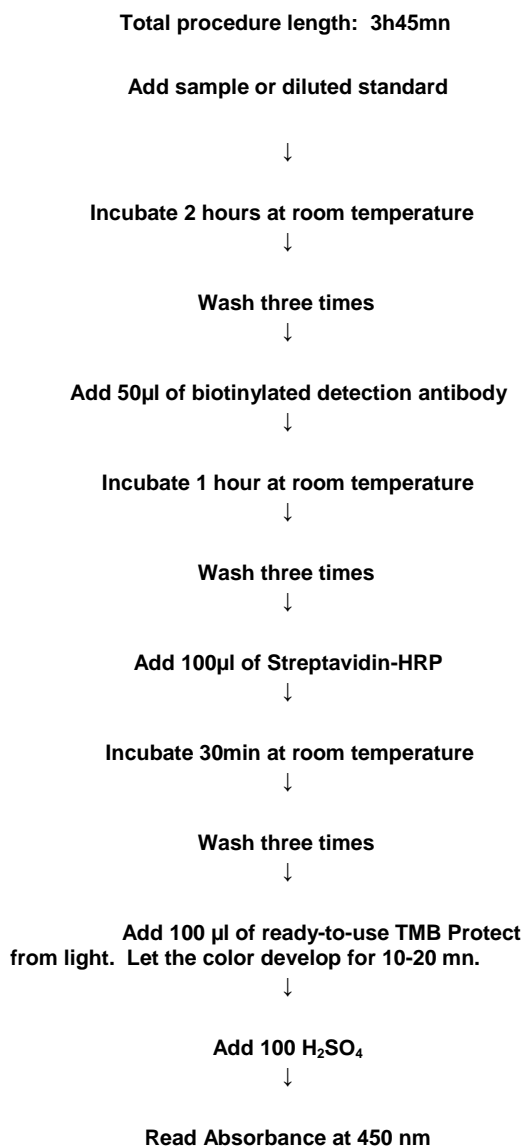 Total procedure length: 3h45mn
Add sample or diluted standard
↓
Incubate 2 hours at room temperature
↓
Wash three times
↓
Add 50µl of biotinylated detection antibody
↓
Incubate 1 hour at room temperature
↓
Wash three times
↓
Add 100µl of Streptavidin-HRP
↓
Incubate 30min at room temperature
↓
Wash three times
↓
Add 100 µl of ready-to-use TMB Protect
from light. Let the color develop for 10-20 mn.
↓
Add 100 H₂SO₄
↓
Read Absorbance at 450 nm